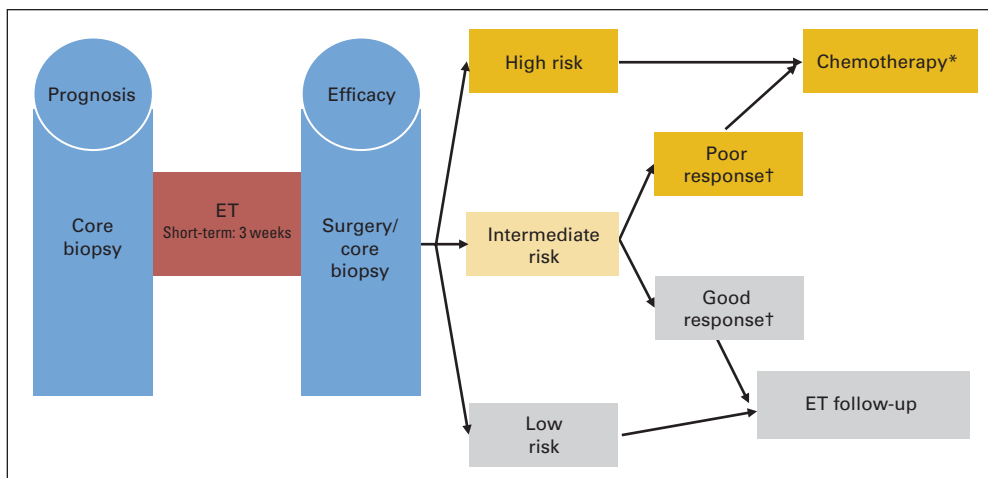 Prognosis
Core
biopsy
ET
Short-term: 3 weeks
Efficacy
Surgery/
core
biopsy
High risk
Intermediate
risk
Low
risk
Poor
response†
Good
response†
Chemotherapy*
ET follow-up